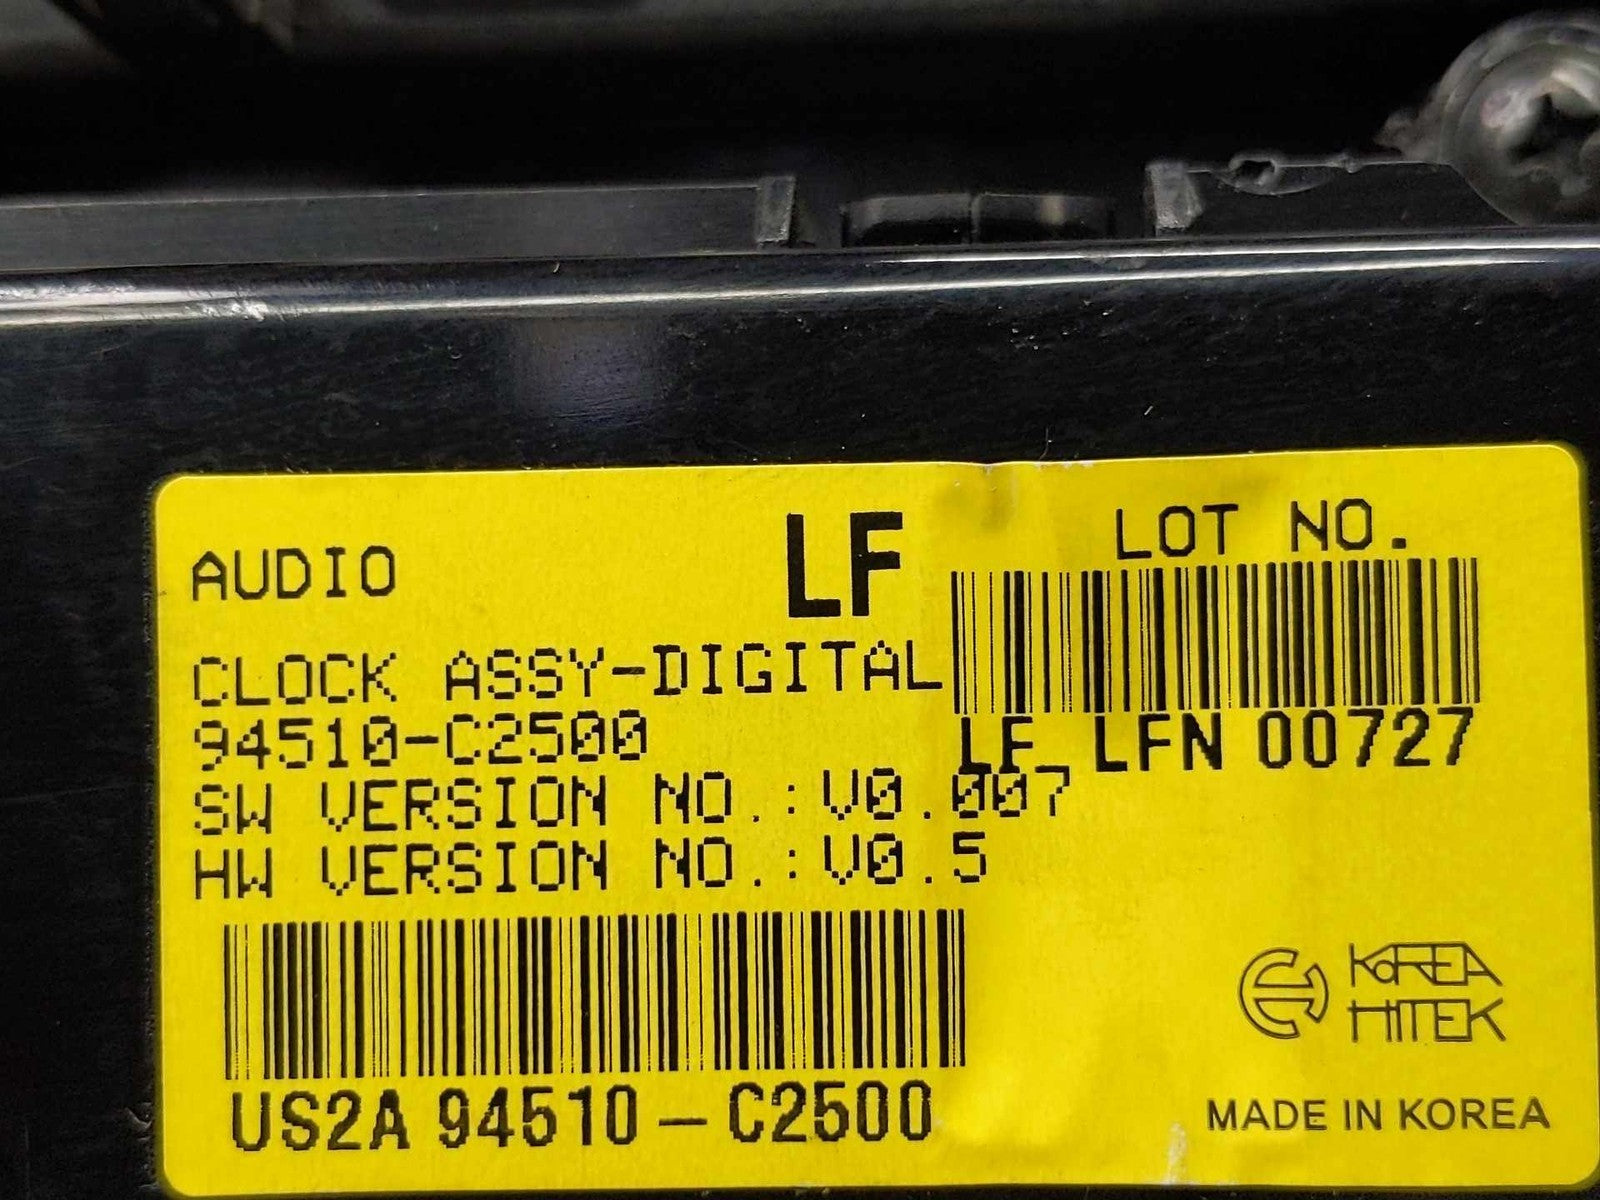 AUDIO
LF
LOT NO.
CLOCK ASSY-DIGITAL
94510-C2500
LF LFN 00727
SW VERSION NO.:V0.007
HW VERSION NO.:V0.5
KOREA
HITEK
US2A 94510-C2500
MADE IN KOREA